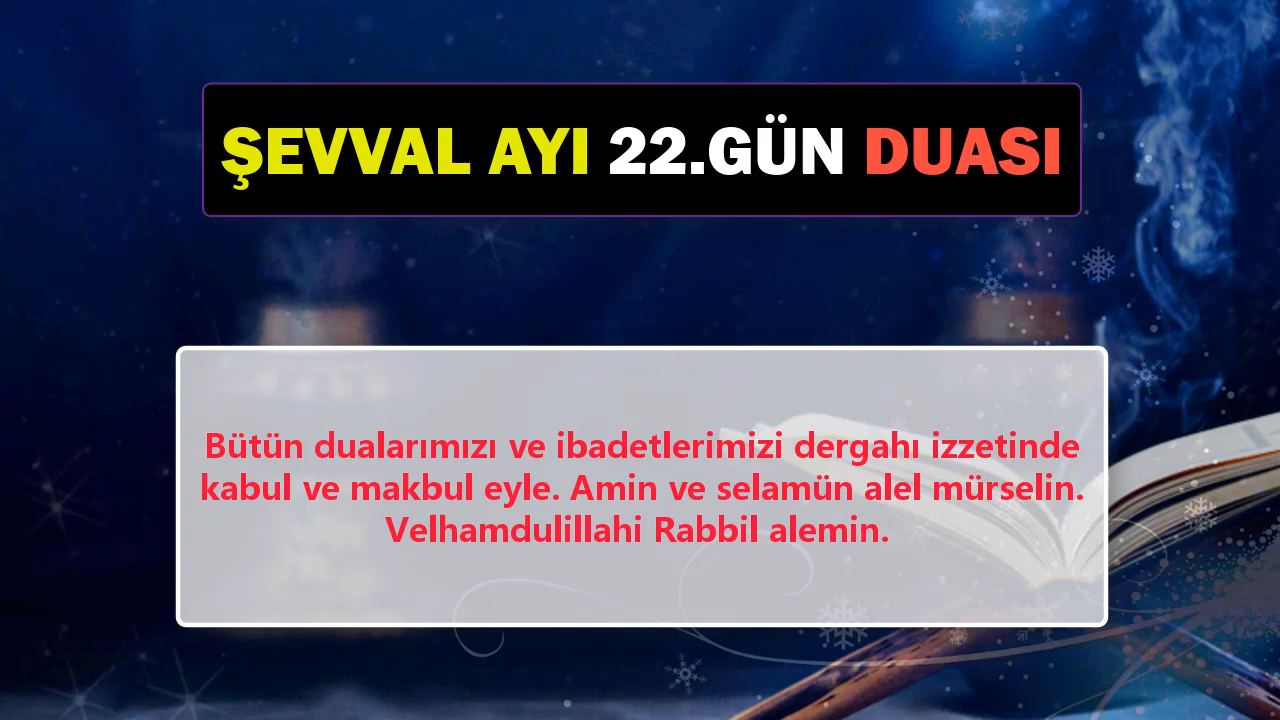 ŞEVVAL AYI 22.GÜN DUASI
Bütün dualarımızı ve ibadetlerimizi dergahı izzetinde
kabul ve makbul eyle. Amin ve selamün alel mürselin.
Velhamdulillahi Rabbil alemin.